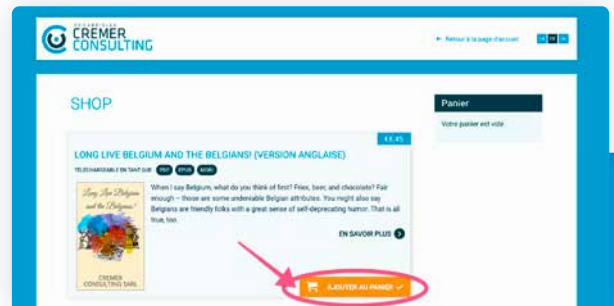 CREMER
CONSULTING
Retour à la page d'accueil
FR
SHOP
Panier
Votre panier est vide.
LONG LIVE BELGIUM AND THE BELGIANS! (VERSION ANGLAISE)
TÉLÉCHARGEABLE EN TANT QUE PDF EPUB MOBI
When I say Belgium, what do you think of first? Fries, beer, and chocolate? Fair
enough – those are some undeniable Belgian attributes. You might also say
Belgians are friendly folks with a great sense of self-deprecating humor. That is all
true, too.
EN SAVOIR PLUS
Long Live Belgium
and the Belgians!
CREMER
CONSULTING SARL
AJOUTER AU PANIER